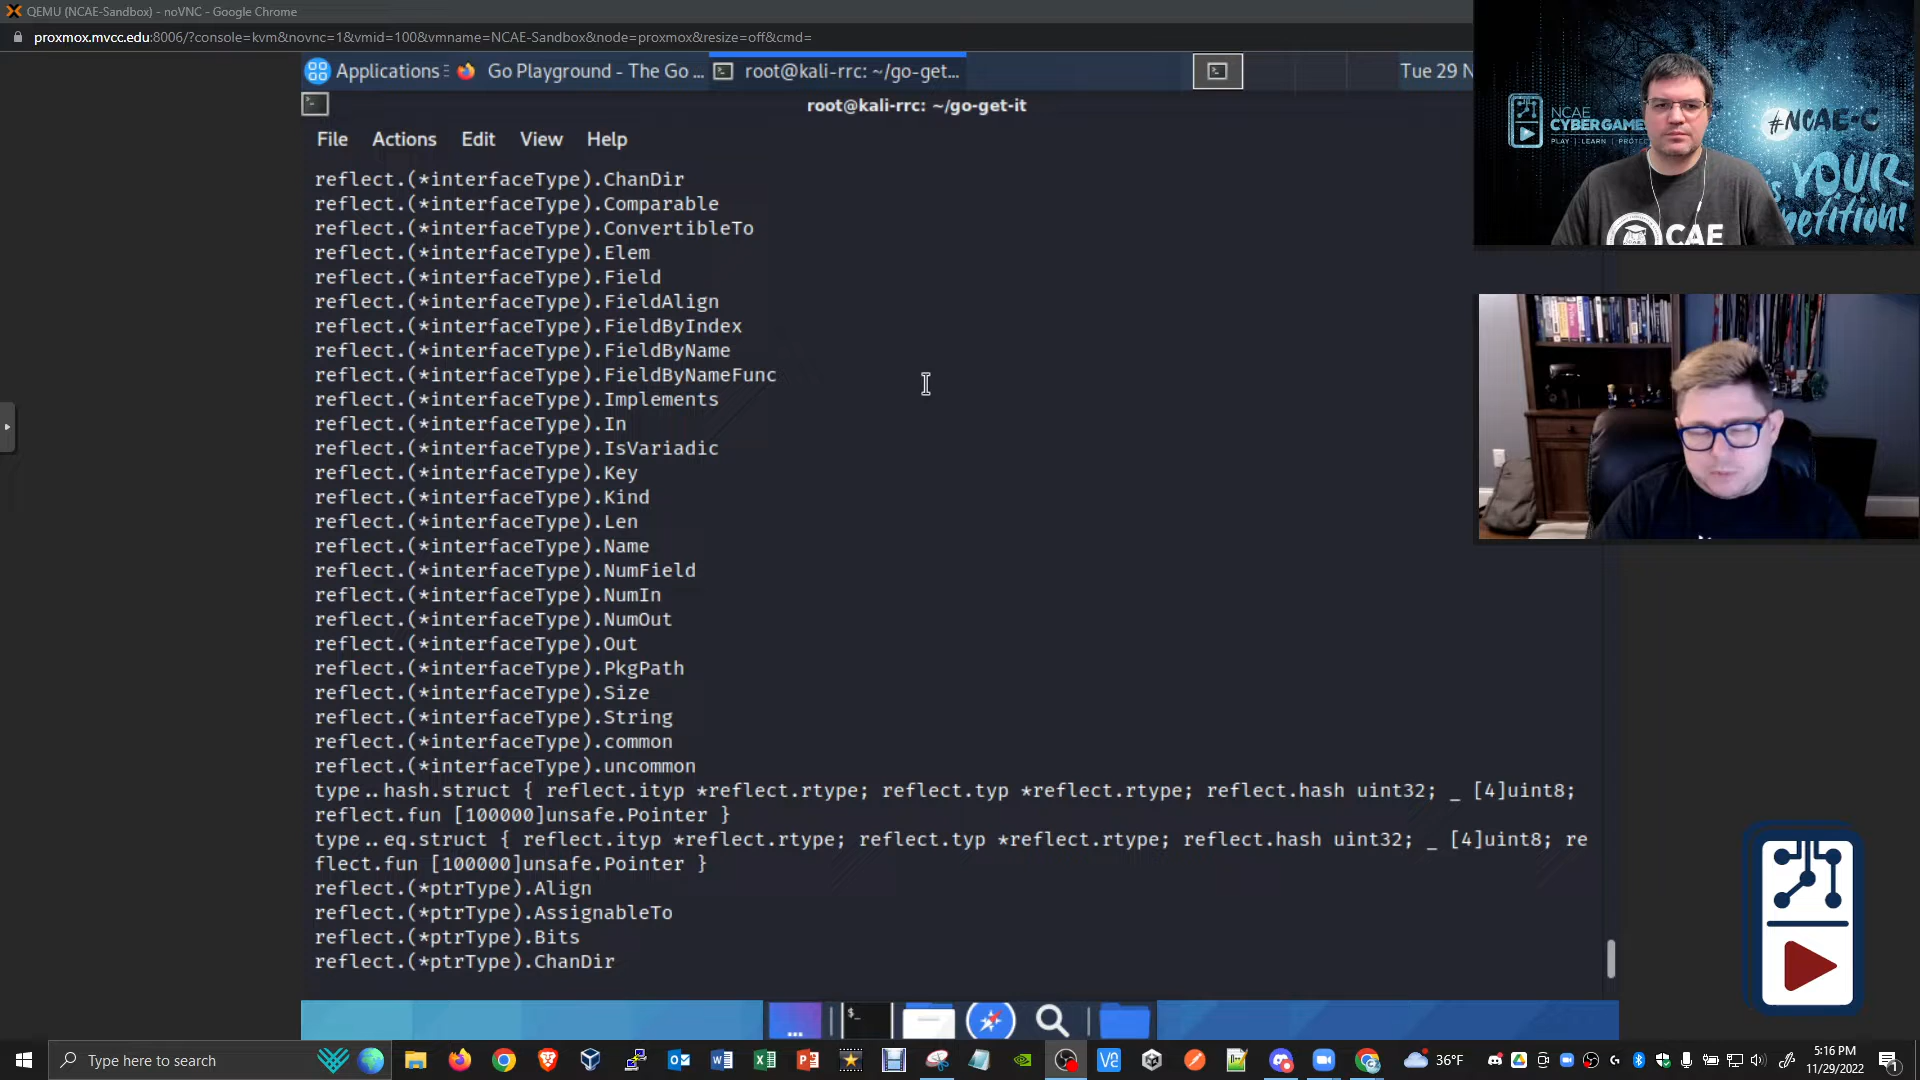 QEMU (NCAE-Sandbox) - noVNC - Google Chrome
proxmox.mvcc.edu:8006/?console=kvm&novnc=1&vmid=100&vmname=NCAE-Sandbox&node=proxmox&resize=off&cmd=
Applications
Go Playground - The Go ...
root@kali-rrc: ~/go-get...
Tue 29 N
root@kali-rrc: ~/go-get-it
File Actions Edit View Help
reflect.(*interfaceType).ChanDir
reflect.(*interfaceType).Comparable
reflect.(*interfaceType).ConvertibleTo
reflect.(*interfaceType).Elem
reflect.(*interfaceType).Field
reflect.(*interfaceType).FieldAlign
reflect.(*interfaceType).FieldByIndex
reflect.(*interfaceType).FieldByName
reflect.(*interfaceType).FieldByNameFunc
reflect.(*interfaceType).Implements
reflect.(*interfaceType).In
reflect.(*interfaceType).IsVariadic
reflect.(*interfaceType).Key
reflect.(*interfaceType).Kind
reflect.(*interfaceType).Len
reflect.(*interfaceType).Name
reflect.(*interfaceType).NumField
reflect.(*interfaceType).NumIn
reflect.(*interfaceType).NumOut
reflect.(*interfaceType).Out
reflect.(*interfaceType).PkgPath
reflect.(*interfaceType).Size
reflect.(*interfaceType).String
reflect.(*interfaceType).common
reflect.(*interfaceType).uncommon
type..hash.struct { reflect.ityp *reflect.rtype; reflect.typ *reflect.rtype; reflect.hash uint32; _ [4]uint8;
reflect.fun [100000]unsafe.Pointer }
type..eq.struct { reflect.ityp *reflect.rtype; reflect.typ *reflect.rtype; reflect.hash uint32; _ [4]uint8; re
flect.fun [100000]unsafe.Pointer }
reflect.(*ptrType).Align
reflect.(*ptrType).AssignableTo
reflect.(*ptrType).Bits
reflect.(*ptrType).ChanDir
NCAE
CYBERGAME
PLAY | LEARN | PROTEC
#NCAE-C
is YOUR
petition!
CAE
Type here to search
36°F
5:16 PM
11/29/2022